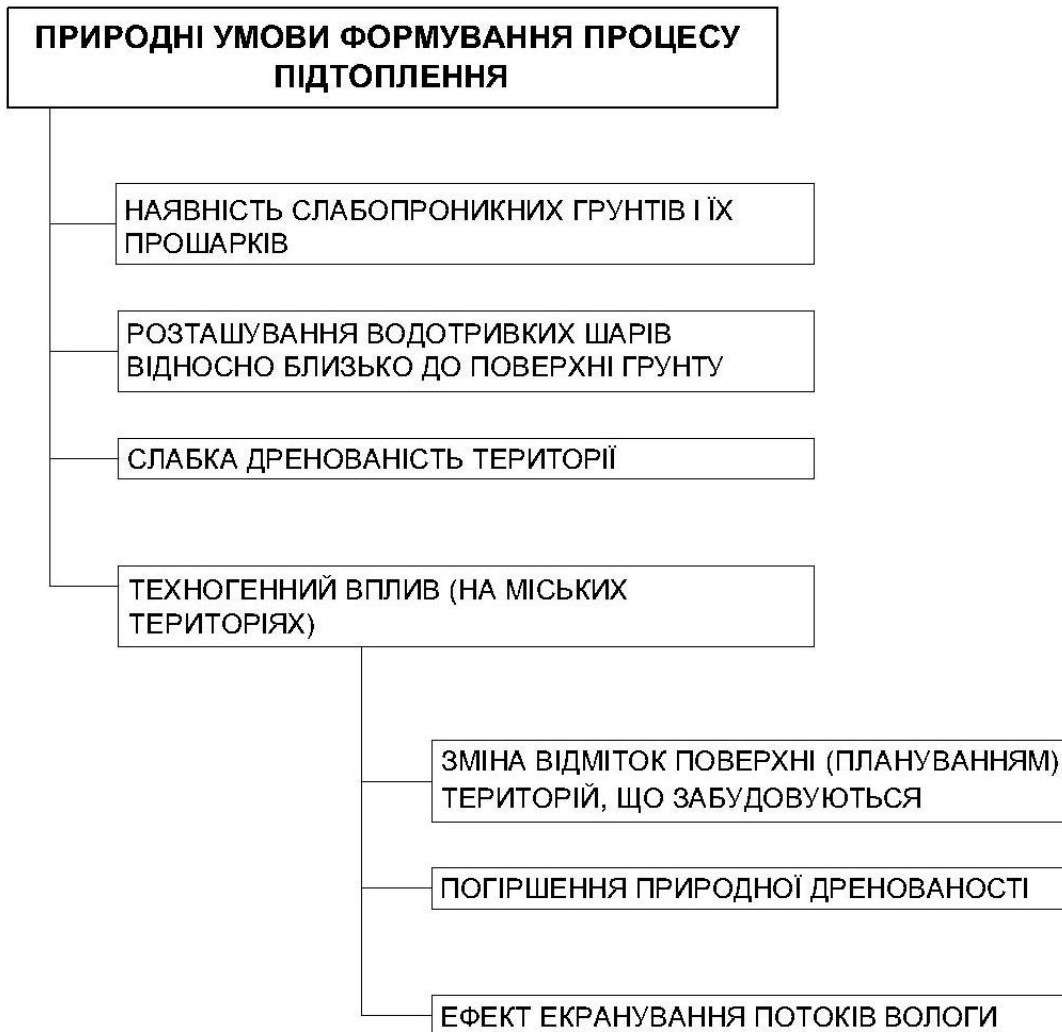 ПРИРОДНІ УМОВИ ФОРМУВАННЯ ПРОЦЕСУ
ПІДТОПЛЕННЯ
НАЯВНІСТЬ СЛАБОПРОНИКНИХ ГРУНТІВ І ЇХ
ПРОШАРКІВ
РОЗТАШУВАННЯ ВОДОТРИВКИХ ШАРІВ
ВІДНОСНО БЛИЗЬКО ДО ПОВЕРХНІ ГРУНТУ
СЛАБКА ДРЕНОВАНІСТЬ ТЕРИТОРІЇ
ТЕХНОГЕННИЙ ВПЛИВ (НА МІСЬКИХ
ТЕРИТОРІЯХ)
ЗМІНА ВІДМІТОК ПОВЕРХНІ (ПЛАНУВАННЯМ)
ТЕРИТОРІЙ, ЩО ЗАБУДОВУЮТЬСЯ
ПОГІРШЕННЯ ПРИРОДНОЇ ДРЕНОВАНОСТІ
ЕФЕКТ ЕКРАНУВАННЯ ПОТОКІВ ВОЛОГИ